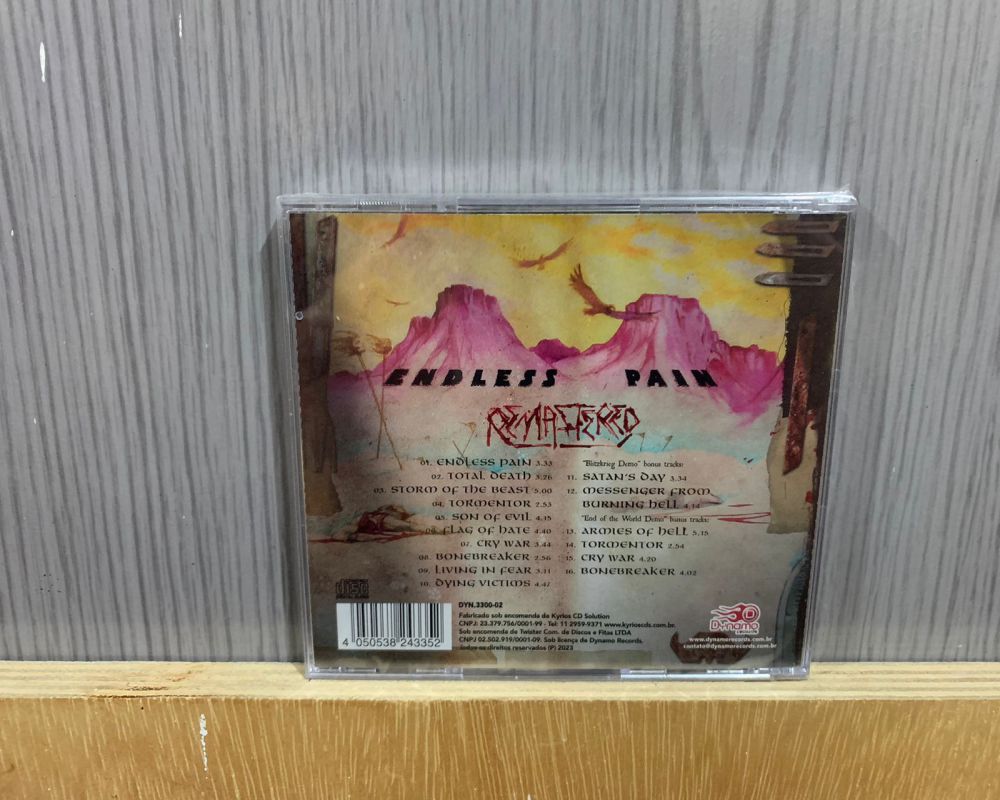 ENDLESS PAIN
REMASTERED
01. ENDLESS PAIN 3.33
02. TOTAL DEATH 3:26
03. STORM OF THE BEAST 5.00
04. TORMENTOR 2.53
05. SON OF EVIL 4.15
06. FLAG OF HATE 4.40
07. CRY WAR 3.44
08. BONEBREAKER 2.56
09. LIVING IN FEAR 3.11
10. DYING VICTIMS 4.47
"Blitzkrieg Demo" bonus tracks:
11. SATAN'S DAY 3.34
12. MESSENGER FROM
BURNING HELL 4.14
"End of the World Demo" bonus tracks:
13. ARMIES OF HELL 5.15
14. TORMENTOR 2.54
15. CRY WAR 4.20
16. BONEBREAKER 4.02
DISC
4 050538 243352
DYN.3300-02
Fabricado sob encomenda da Kyrios CD Solution
CNPJ: 23.379.756/0001-99 - Tel: 11 2959-9371 www.kyrioscds.com.br
Sob encomenda de Twister Com. de Discos e Fitas LTDA
CNPJ 02.502.919/0001-09. Sob licença de Dynamo Records.
Todos os direitos reservados (P) 2023
Dynamo
www.dynamorecords.com.br
contato@dynamorecords.com.br